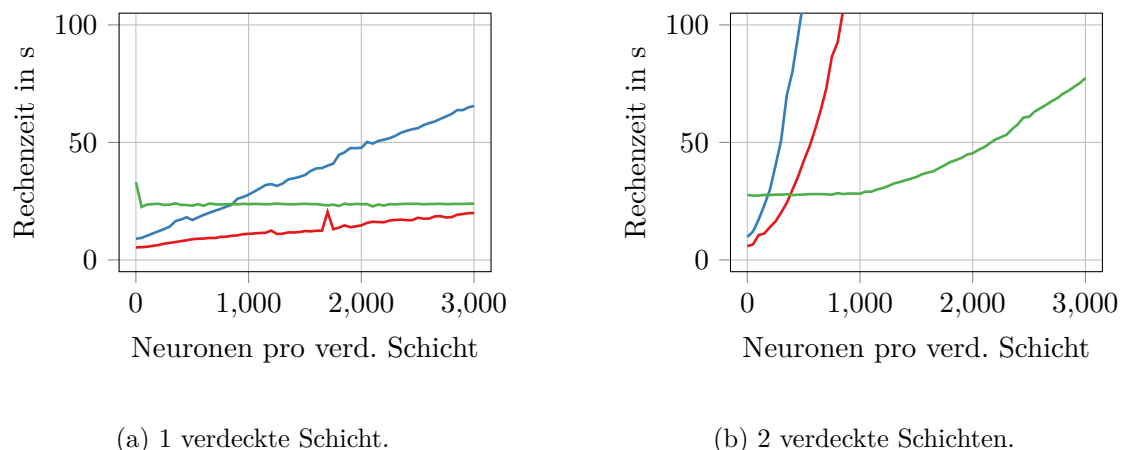 Rechenzeit in s
100
50
0
0
1,000
2,000
3,000
Neuronen pro verd. Schicht
(a) 1 verdeckte Schicht.
Rechenzeit in s
100
50
0
0
1,000
2,000
3,000
Neuronen pro verd. Schicht
(b) 2 verdeckte Schichten.